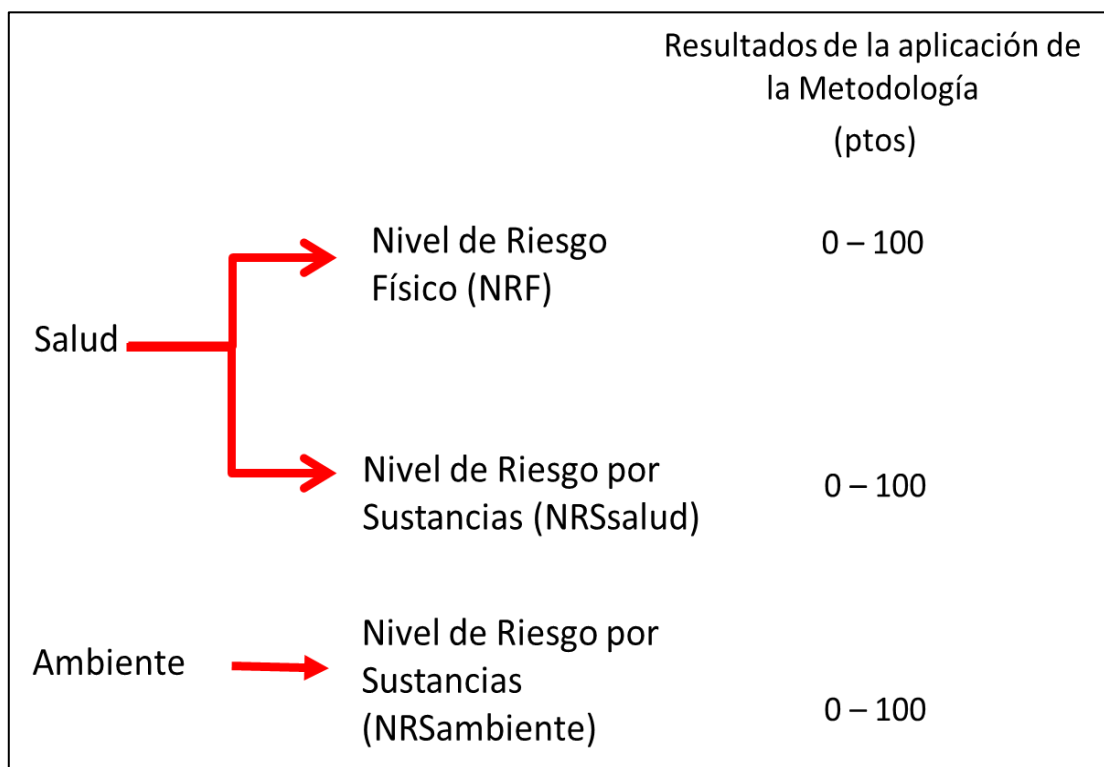 Resultados de la aplicación de
la Metodología
(ptos)
Nivel de Riesgo
Físico (NRF)
0 – 100
Salud
Nivel de Riesgo por
Sustancias (NRSsalud)
0 – 100
Ambiente
Nivel de Riesgo por
Sustancias
(NRSambiente)
0 – 100